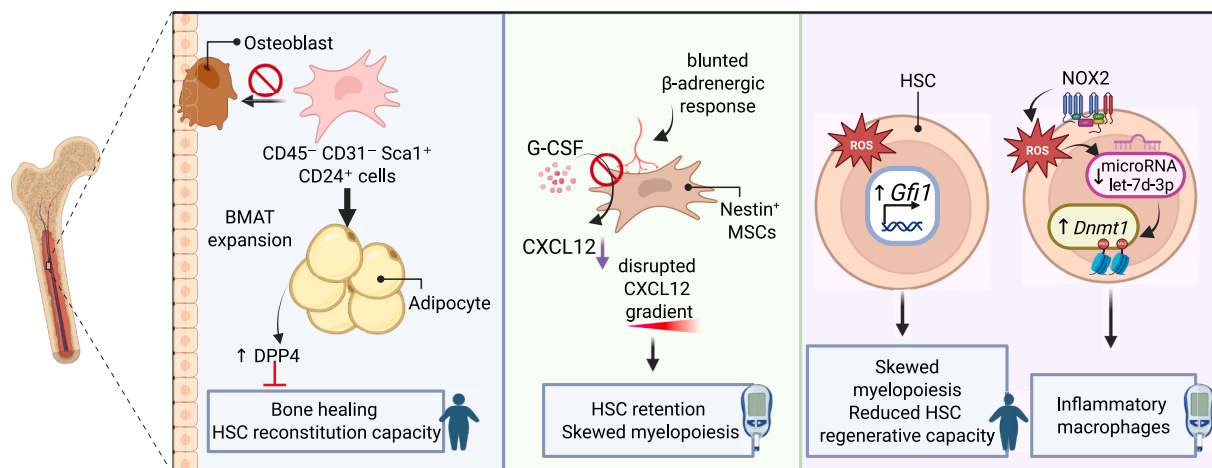 Osteoblast
CD45⁻ CD31⁻ Sca1⁺
CD24⁺ cells
BMAT
expansion
Adipocyte
↑ DPP4
Bone healing
HSC reconstitution capacity
blunted
β-adrenergic
response
G-CSF
Nestin⁺
MSCs
CXCL12
disrupted
CXCL12
gradient
HSC retention
Skewed myelopoiesis
HSC
ROS
↑ Gfi1
Skewed
myelopoiesis
Reduced HSC
regenerative capacity
NOX2
ROS
microRNA
↓ let-7d-3p
↑ Dnmt1
Inflammatory
macrophages